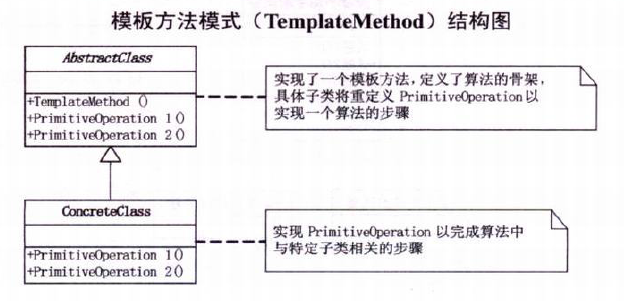 模板方法模式（TemplateMethod）结构图
AbstractClass
+TemplateMethod ()
+PrimitiveOperation 1()
+PrimitiveOperation 2()
实现了一个模板方法，定义了算法的骨架，
具体子类将重定义 PrimitiveOperation 以
实现一个算法的步骤
ConcreteClass
+PrimitiveOperation 1()
+PrimitiveOperation 2()
实现 PrimitiveOperation 以完成算法中
与特定子类相关的步骤